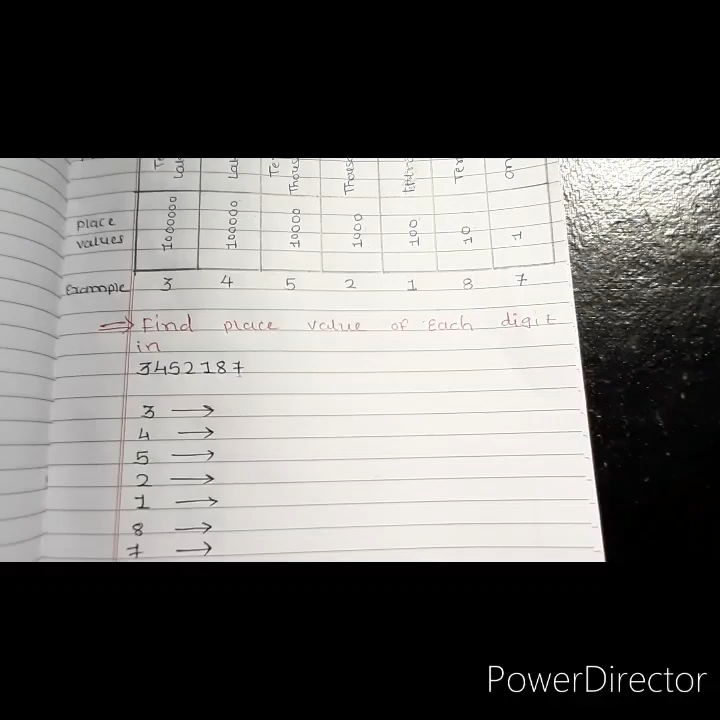 Thous
place
values
1000000
100000
10000
1000
100
10
1
Example 3 4 5 2 1 8 7
⇒ Find place value of Each digit
in
3452187
3 →
4 →
5 →
2 →
1 →
8 →
7 →
PowerDirector